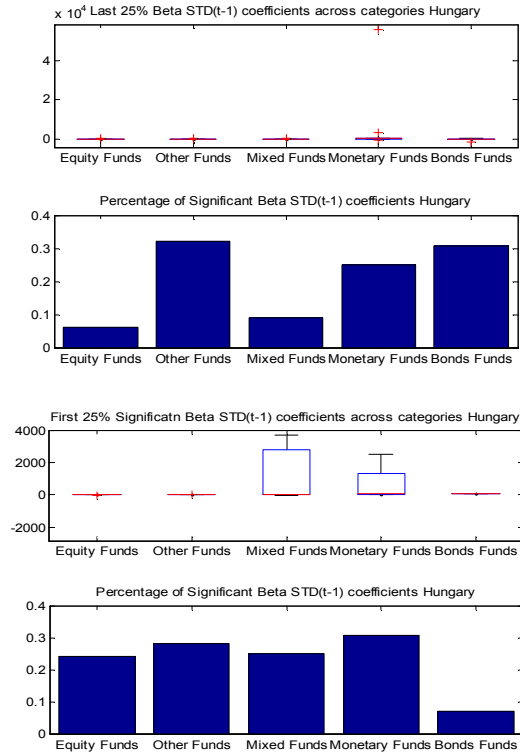 x 10^4 Last 25% Beta STD(t-1) coefficients across categories Hungary
4
2
0
Equity Funds Other Funds Mixed Funds Monetary Funds Bonds Funds
Percentage of Significant Beta STD(t-1) coefficients Hungary
0.4
0.3
0.2
0.1
0
Equity Funds Other Funds Mixed Funds Monetary Funds Bonds Funds
First 25% Significatn Beta STD(t-1) coefficients across categories Hungary
4000
2000
0
-2000
Equity Funds Other Funds Mixed Funds Monetary Funds Bonds Funds
Percentage of Significant Beta STD(t-1) coefficients Hungary
0.4
0.3
0.2
0.1
0
Equity Funds Other Funds Mixed Funds Monetary Funds Bonds Funds